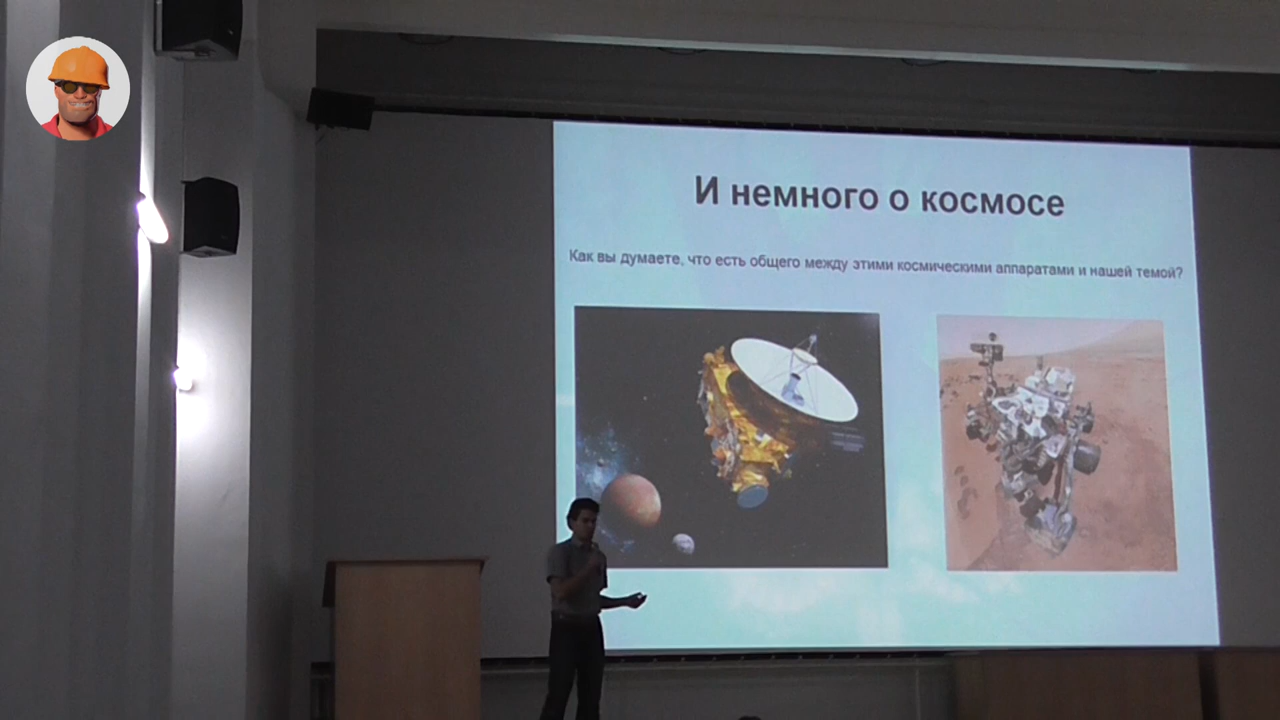 И немного о космосе
Как вы думаете, что есть общего между этими космическими аппаратами и нашей темой?